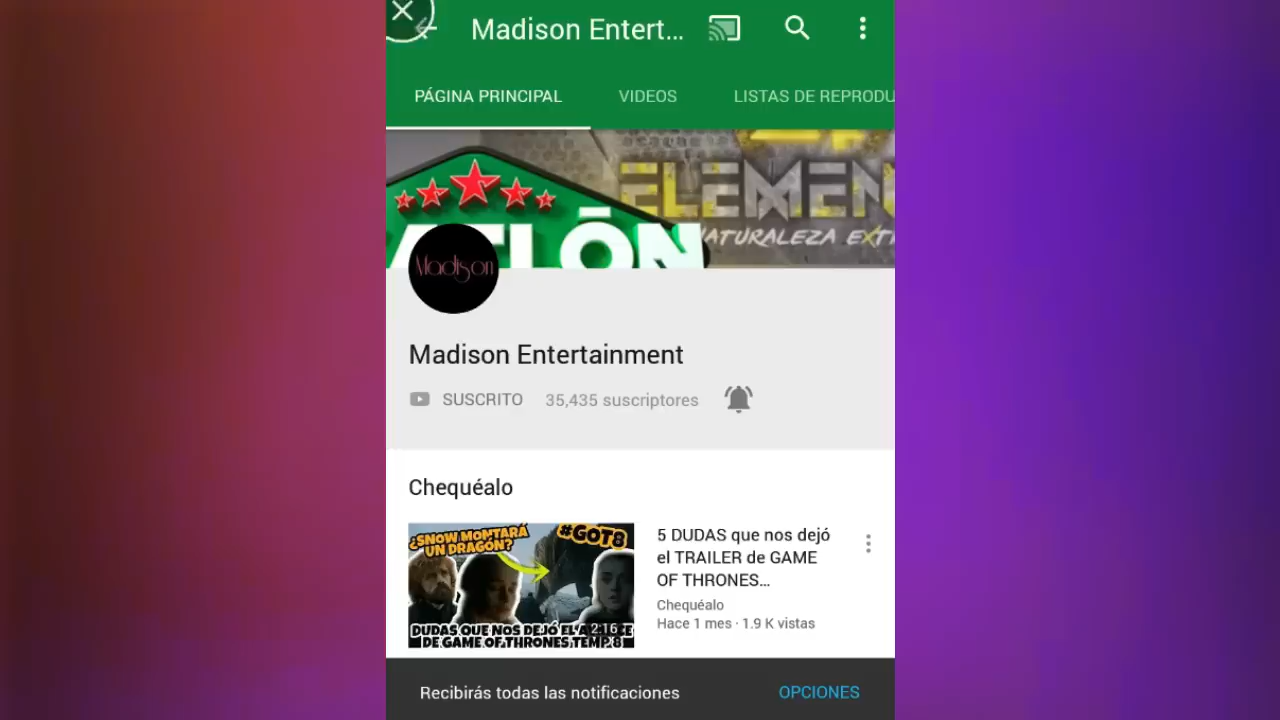 Madison Entert...
PÁGINA PRINCIPAL VIDEOS LISTAS DE REPRODU
ELEMEN
NATURALEZA EXT
ATLÓN
Madison
Madison Entertainment
SUSCRITO 35,435 suscriptores
Chequéalo
¿SNOW MONTARÁ
UN DRAGÓN?
#GOT8
DUDAS QUE NOS DEJÓ EL
DE GAME OF THRONES TEMP 8
2:16
5 DUDAS que nos dejó
el TRAILER de GAME
OF THRONES...
Chequéalo
Hace 1 mes · 1.9 K vistas
Recibirás todas las notificaciones OPCIONES